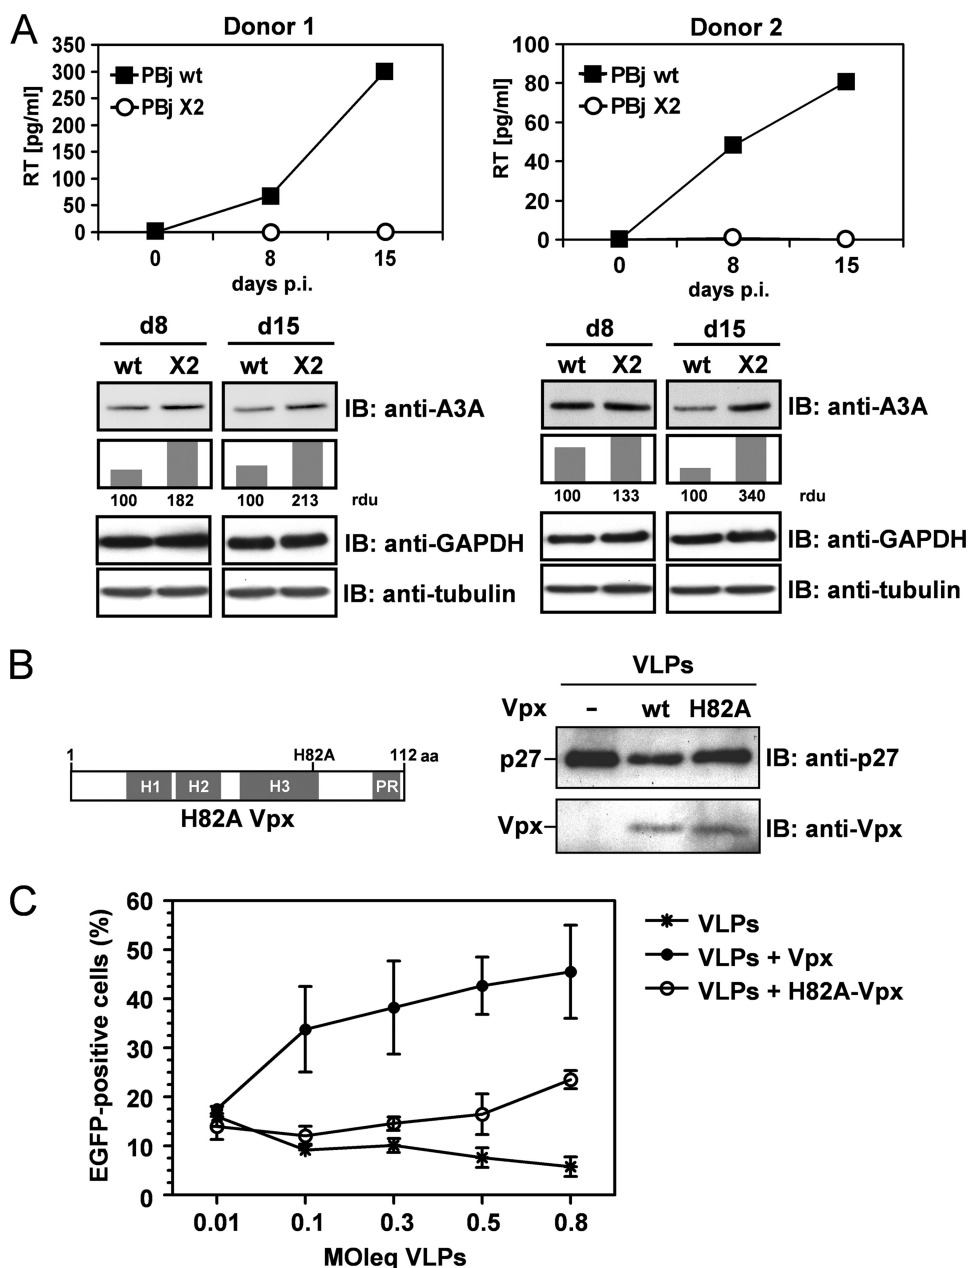 A
Donor 1
350
300
250
200
150
100
50
0
RT [pg/ml]
PBj wt
PBj X2
0 8 15
days p.i.
Donor 2
100
80
60
40
20
0
RT [pg/ml]
PBj wt
PBj X2
0 8 15
days p.i.
d8 d15
wt X2 wt X2
IB: anti-A3A
100 182 100 213 rdu
IB: anti-GAPDH
IB: anti-tubulin
d8 d15
wt X2 wt X2
IB: anti-A3A
100 133 100 340 rdu
IB: anti-GAPDH
IB: anti-tubulin
B
1 H82A 112 aa
H1 H2 H3 PR
H82A Vpx
VLPs
Vpx – wt H82A
p27 IB: anti-p27
Vpx IB: anti-Vpx
C
60
50
40
30
20
10
0
EGFP-positive cells (%)
VLPs
VLPs + Vpx
VLPs + H82A-Vpx
0.01 0.1 0.3 0.5 0.8
MOIeq VLPs